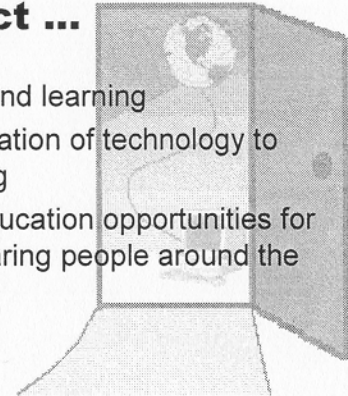 ct ...
nd learning
ation of technology to
g
ucation opportunities for
aring people around the